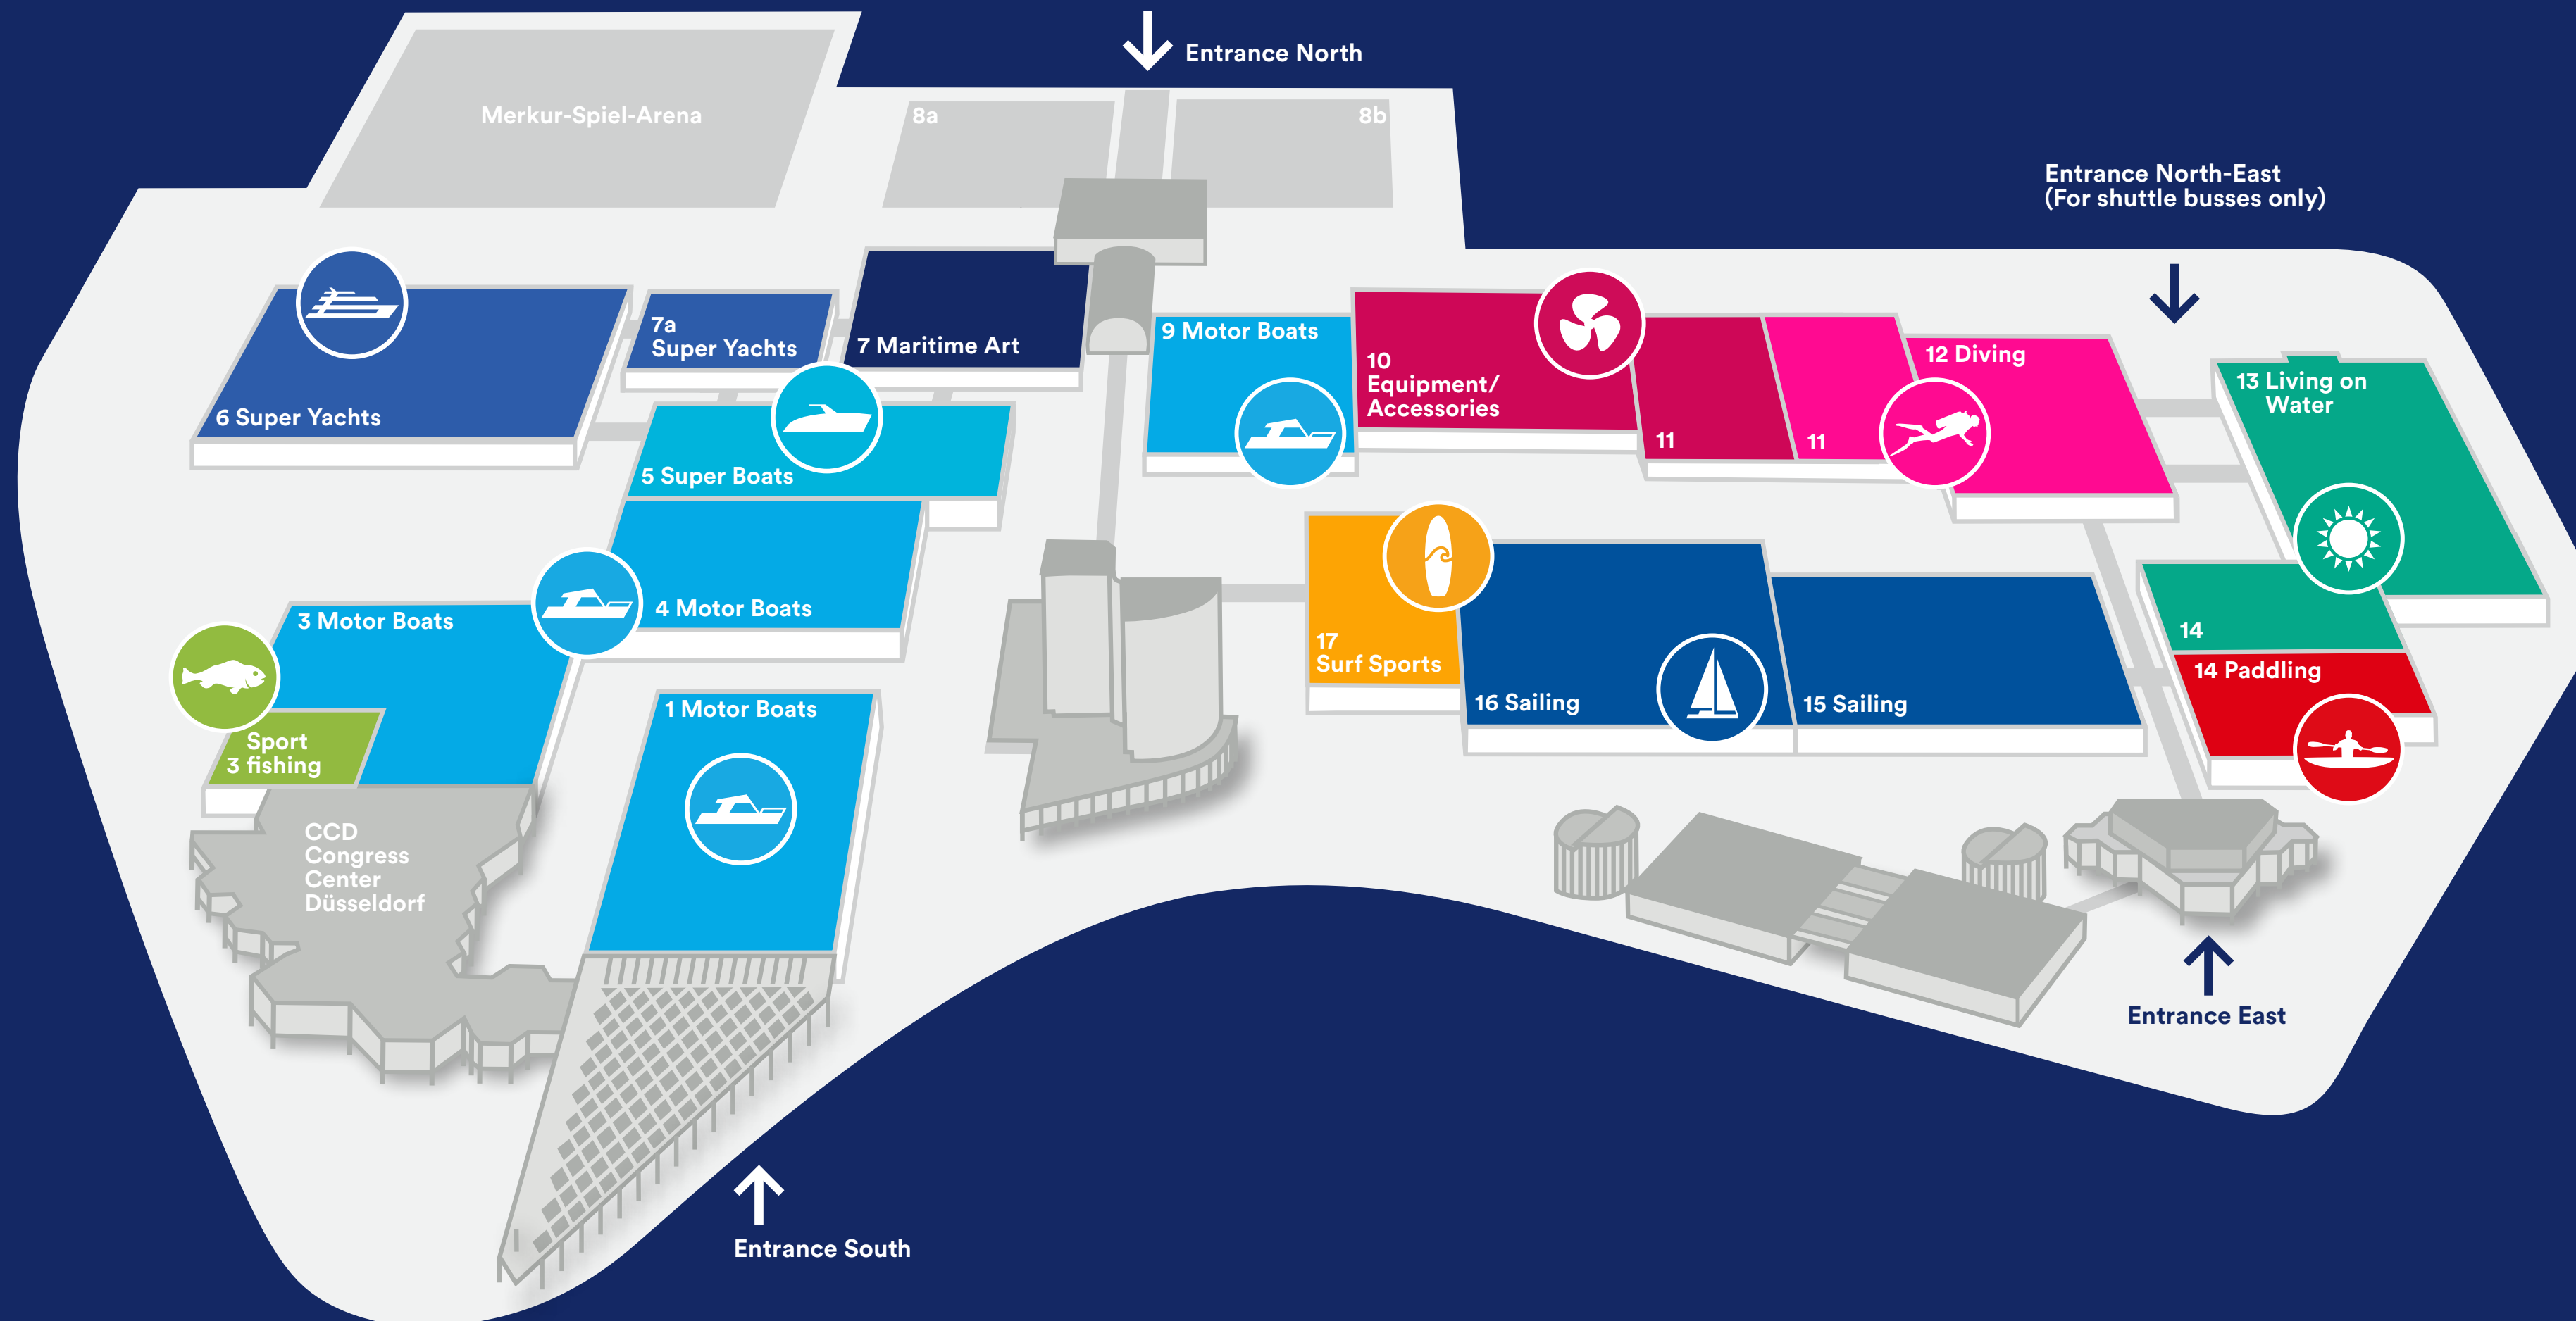 Entrance North
Merkur-Spiel-Arena
8a
8b
Entrance North-East
(For shuttle busses only)
6 Super Yachts
7a
Super Yachts
7 Maritime Art
9 Motor Boats
10
Equipment/
Accessories
11
11
12 Diving
13 Living on
Water
5 Super Boats
4 Motor Boats
3 Motor Boats
Sport
3 fishing
1 Motor Boats
17
Surf Sports
16 Sailing
15 Sailing
14
14 Paddling
CCD
Congress
Center
Düsseldorf
Entrance East
Entrance South